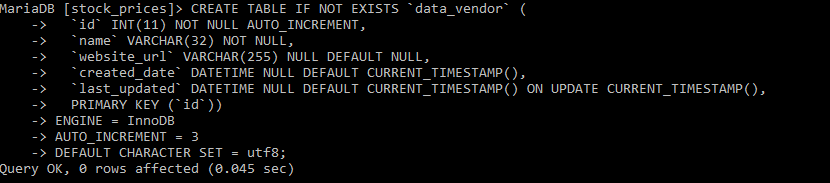 MariaDB [stock_prices]> CREATE TABLE IF NOT EXISTS `data_vendor` (
    ->   `id` INT(11) NOT NULL AUTO_INCREMENT,
    ->   `name` VARCHAR(32) NOT NULL,
    ->   `website_url` VARCHAR(255) NULL DEFAULT NULL,
    ->   `created_date` DATETIME NULL DEFAULT CURRENT_TIMESTAMP(),
    ->   `last_updated` DATETIME NULL DEFAULT CURRENT_TIMESTAMP() ON UPDATE CURRENT_TIMESTAMP(),
    ->   PRIMARY KEY (`id`))
    -> ENGINE = InnoDB
    -> AUTO_INCREMENT = 3
    -> DEFAULT CHARACTER SET = utf8;
Query OK, 0 rows affected (0.045 sec)